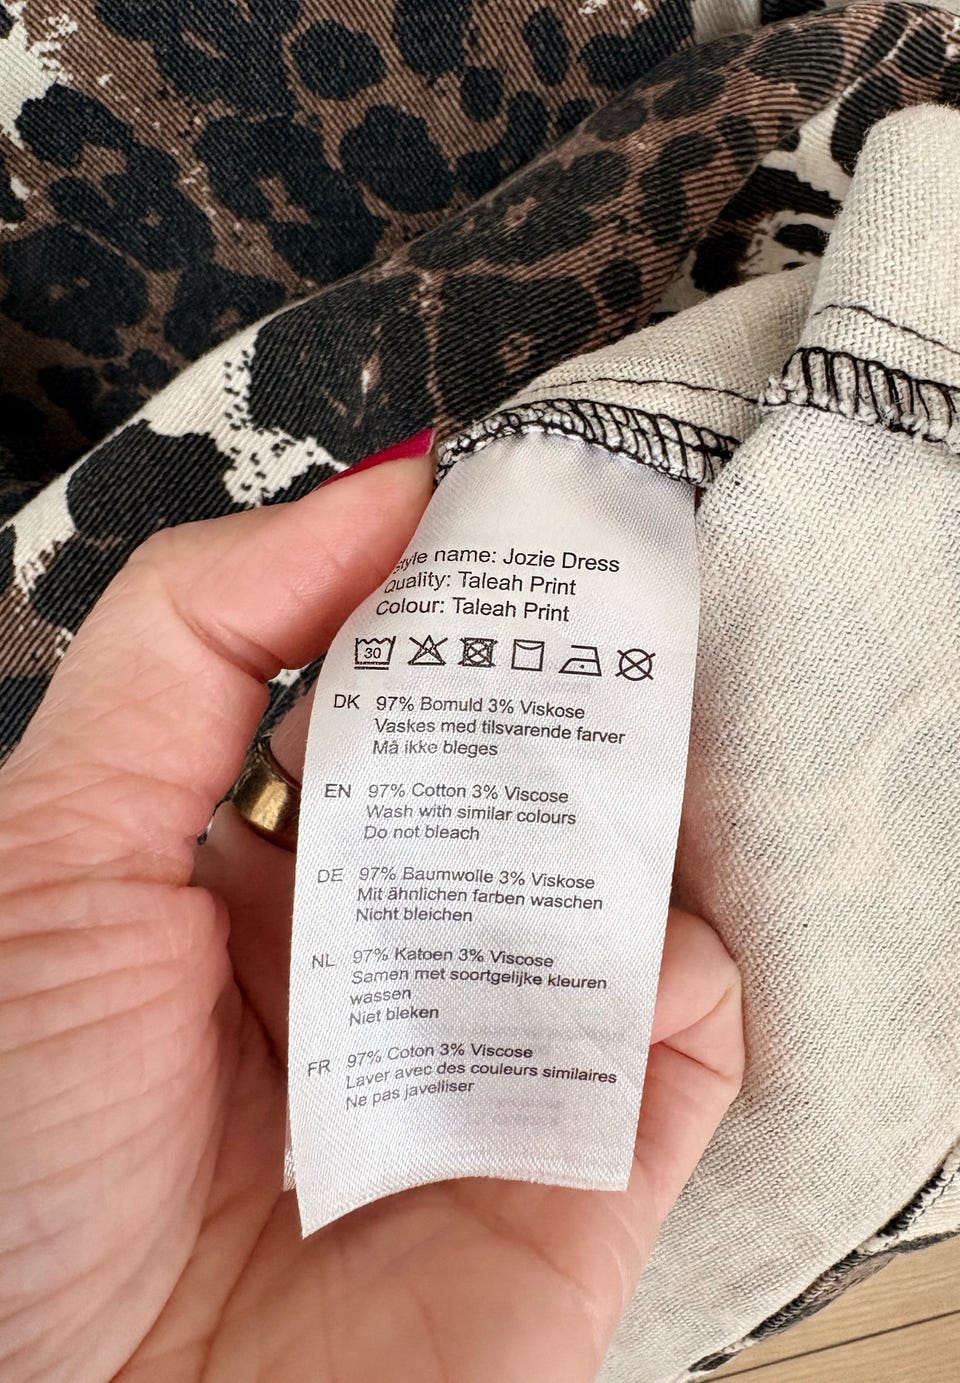 Style name: Jozie Dress
Quality: Taleah Print
Colour: Taleah Print
30
DK 97% Bomuld 3% Viskose
Vaskes med tilsvarende farver
Må ikke bleges
EN 97% Cotton 3% Viscose
Wash with similar colours
Do not bleach
DE 97% Baumwolle 3% Viskose
Mit ähnlichen farben waschen
Nicht bleichen
NL 97% Katoen 3% Viscose
Samen met soortgelijke kleuren
wassen
Niet bleken
FR 97% Coton 3% Viscose
Laver avec des couleurs similaires
Ne pas javelliser